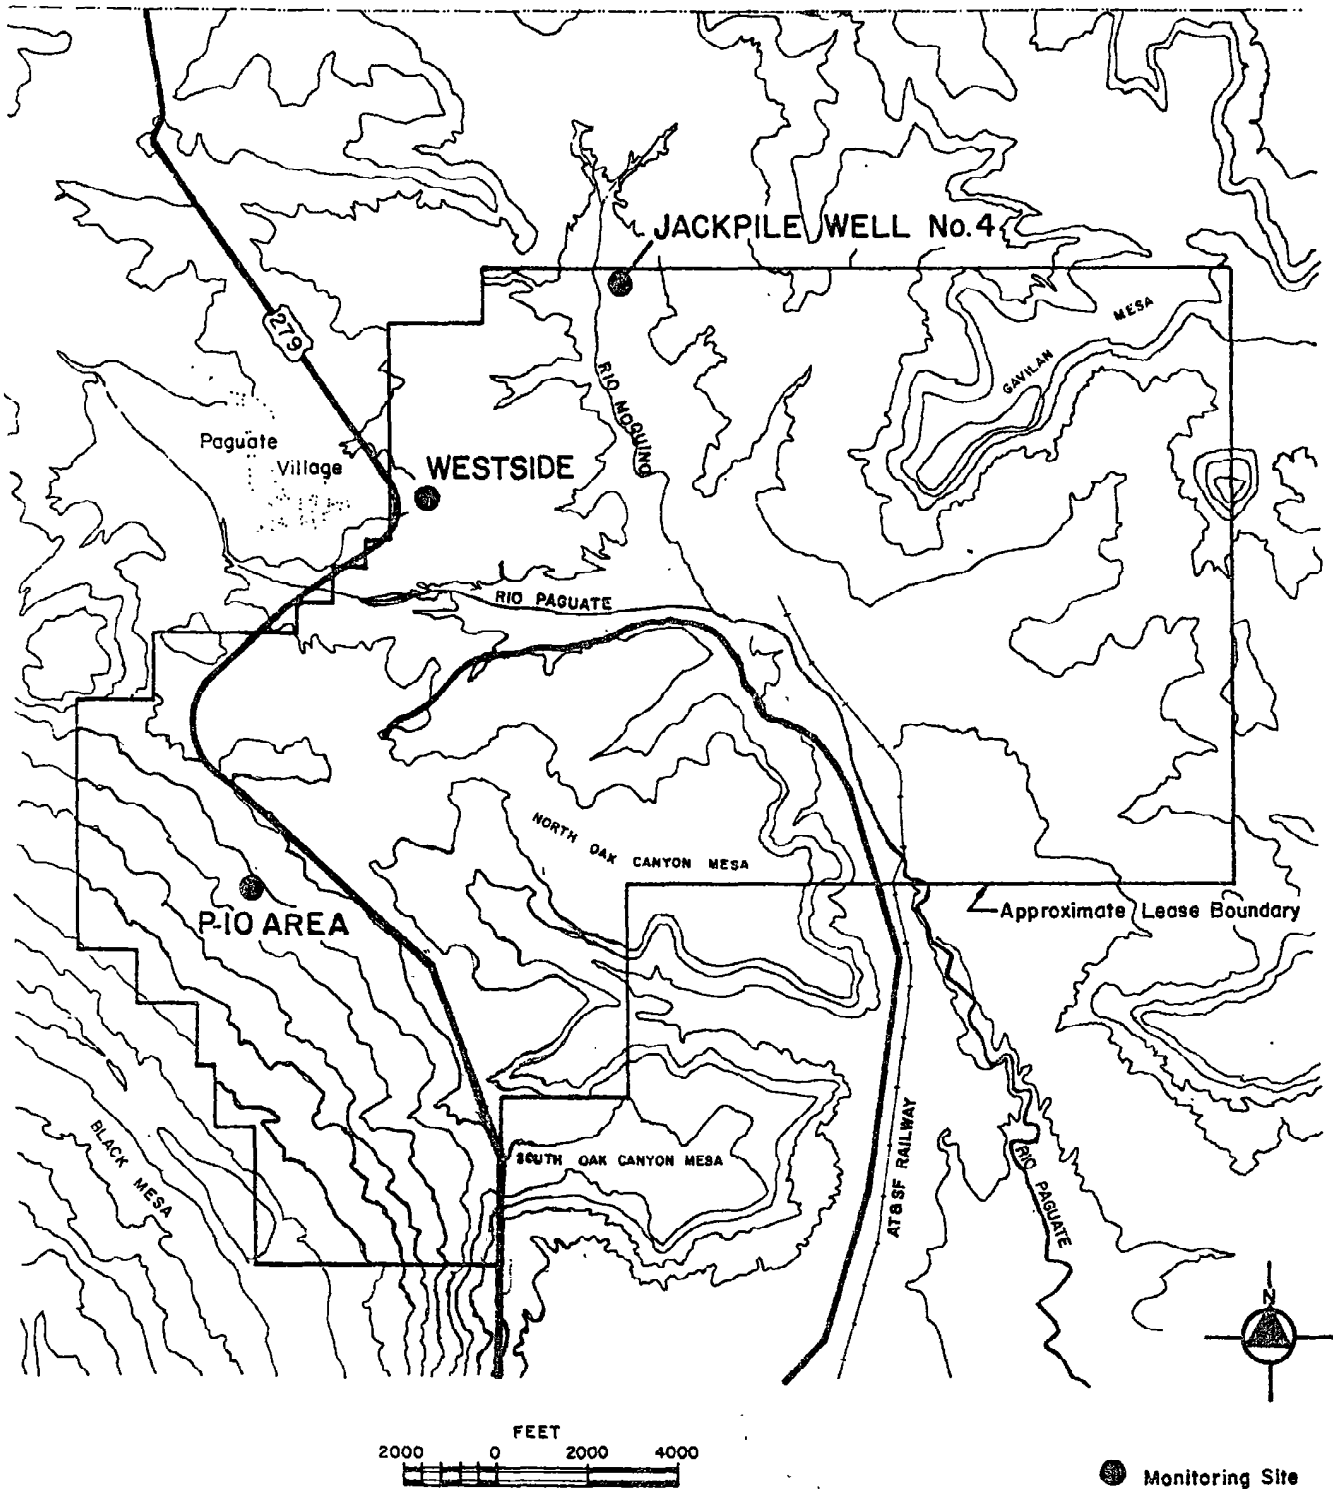 JACKPILE WELL No. 4
MESA
GAVILAN
279
RIO MOQUINO
Paguate
Village
WESTSIDE
RIO PAGUATE
NORTH OAK CANYON MESA
P-10 AREA
Approximate Lease Boundary
BLACK MESA
SOUTH OAK CANYON MESA
AT & SF RAILWAY
RIO PAGUATE
N
FEET
2000 0 2000 4000
Monitoring Site